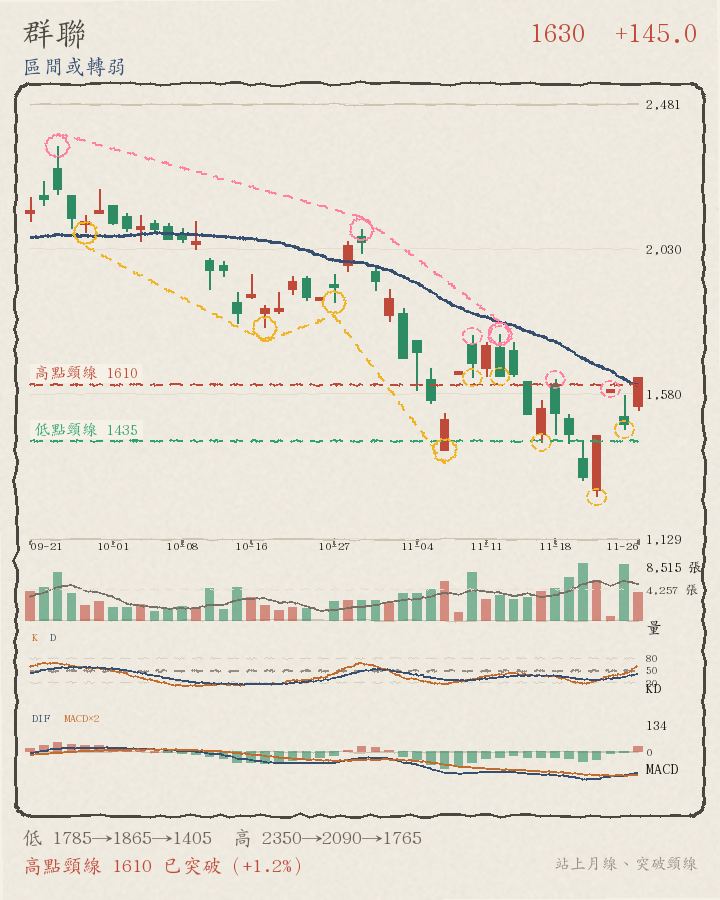 群聯
1630 +145.0
區間或轉弱
2,481
2,030
高點頸線 1610
1,580
低點頸線 1435
1,129
09-21 10-01 10-08 10-16 10-27 11-04 11-11 11-18 11-26
8,515 張
4,257 張
量
K D
80
50
20
KD
DIF MACD×2
134
0
MACD
低 1785→1865→1405 高 2350→2090→1765
高點頸線 1610 已突破 (+1.2%)
站上月線、突破頸線